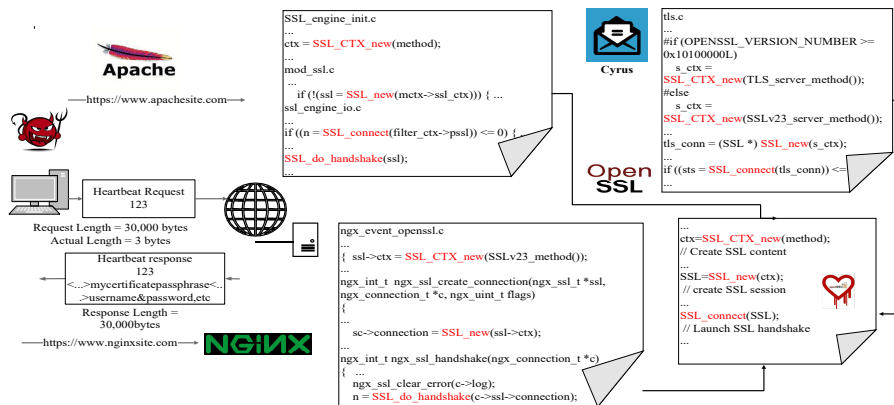 SSL_engine_init.c
...
ctx = SSL_CTX_new(method);
...
mod_ssl.c
...
if (!(ssl = SSL_new(mctx->ssl_ctx))) { ...
ssl_engine_io.c
...
if ((n = SSL_connect(filter_ctx->pssl)) <= 0) { ..
...
SSL_do_handshake(ssl);
...
Apache
https://www.apachesite.com
Cyrus
tls.c
...
#if (OPENSSL_VERSION_NUMBER >=
0x10100000L)
s_ctx =
SSL_CTX_new(TLS_server_method());
#else
s_ctx =
SSL_CTX_new(SSLv23_server_method());
...
tls_conn = (SSL *) SSL_new(s_ctx);
...
if ((sts = SSL_connect(tls_conn)) <=
...
Open
SSL
Heartbeat Request
123
Request Length = 30,000 bytes
Actual Length = 3 bytes
Heartbeat response
123
<...>mycertificatepassphrase<..
.>username&password,etc
Response Length =
30,000bytes
https://www.nginxsite.com
NGiNX
ngx_event_openssl.c
...
{ ssl->ctx = SSL_CTX_new(SSLv23_method());
...
ngx_int_t ngx_ssl_create_connection(ngx_ssl_t *ssl,
ngx_connection_t *c, ngx_uint_t flags)
{
...
sc->connection = SSL_new(ssl->ctx);
...
ngx_int_t ngx_ssl_handshake(ngx_connection_t *c)
{ ...
ngx_ssl_clear_error(c->log);
n = SSL_do_handshake(c->ssl->connection);
...
ctx=SSL_CTX_new(method);
// Create SSL content
...
SSL=SSL_new(ctx);
// create SSL session
...
SSL_connect(SSL);
// Launch SSL handshake
...